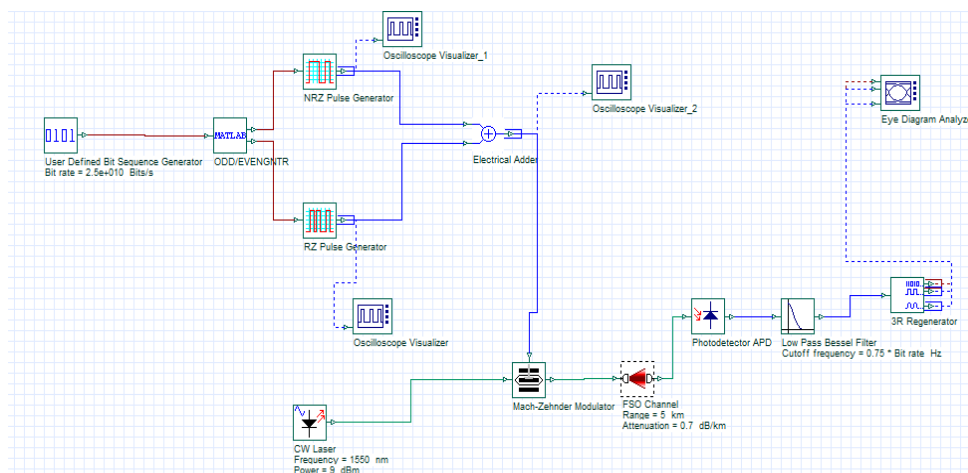 Oscilloscope Visualizer_1
NRZ Pulse Generator
Oscilloscope Visualizer_2
Eye Diagram Analyze
0101
MATLAB
User Defined Bit Sequence Generator
Bit rate = 2.5e+010 Bits/s
ODD/EVENGNTR
Electrical Adder
RZ Pulse Generator
Oscilloscope Visualizer
3R Regenerator
Photodetector APD
Low Pass Bessel Filter
Cutoff frequency = 0.75 * Bit rate Hz
Mach-Zehnder Modulator
FSO Channel
Range = 5 km
Attenuation = 0.7 dB/km
CW Laser
Frequency = 1550 nm
Power = 9 dBm